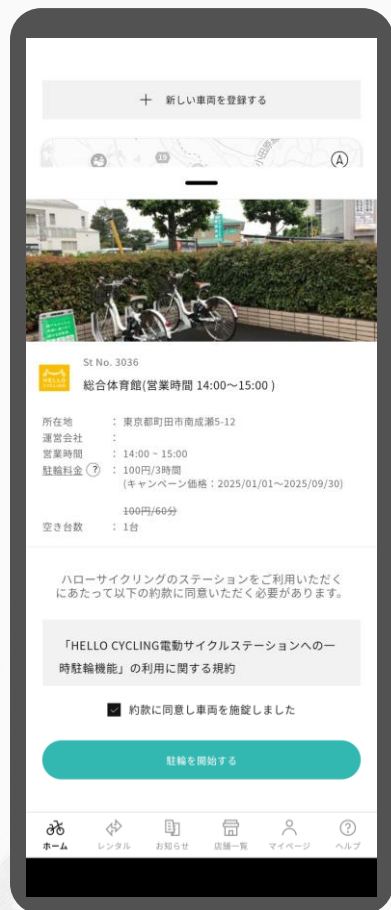 ＋ 新しい車両を登録する
19
A
St No. 3036
HELLO
CYCLING
総合体育館(営業時間 14:00〜15:00 )
所在地 : 東京都町田市南成瀬5-12
運営会社 :
営業時間 : 14:00 ~ 15:00
駐輪料金 ? : 100円/3時間
(キャンペーン価格：2025/01/01〜2025/09/30)
100円/60分
空き台数 : 1台
ハローサイクリングのステーションをご利用いただく
にあたって以下の約款に同意いただく必要があります。
「HELLO CYCLING電動サイクルステーションへの一
時駐輪機能」の利用に関する規約
約款に同意し車両を施錠しました
駐輪を開始する
ホーム レンタル お知らせ 店舗一覧 マイページ ヘルプ